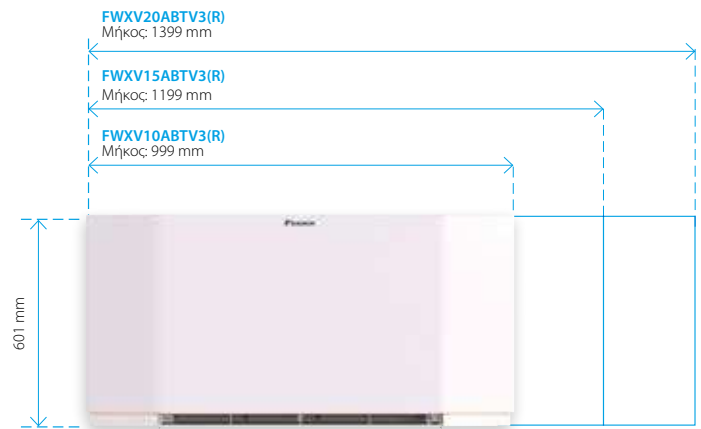 FWXV20ABTV3(R)
Μήκος: 1399 mm
FWXV15ABTV3(R)
Μήκος: 1199 mm
FWXV10ABTV3(R)
Μήκος: 999 mm
DAIKIN
601 mm